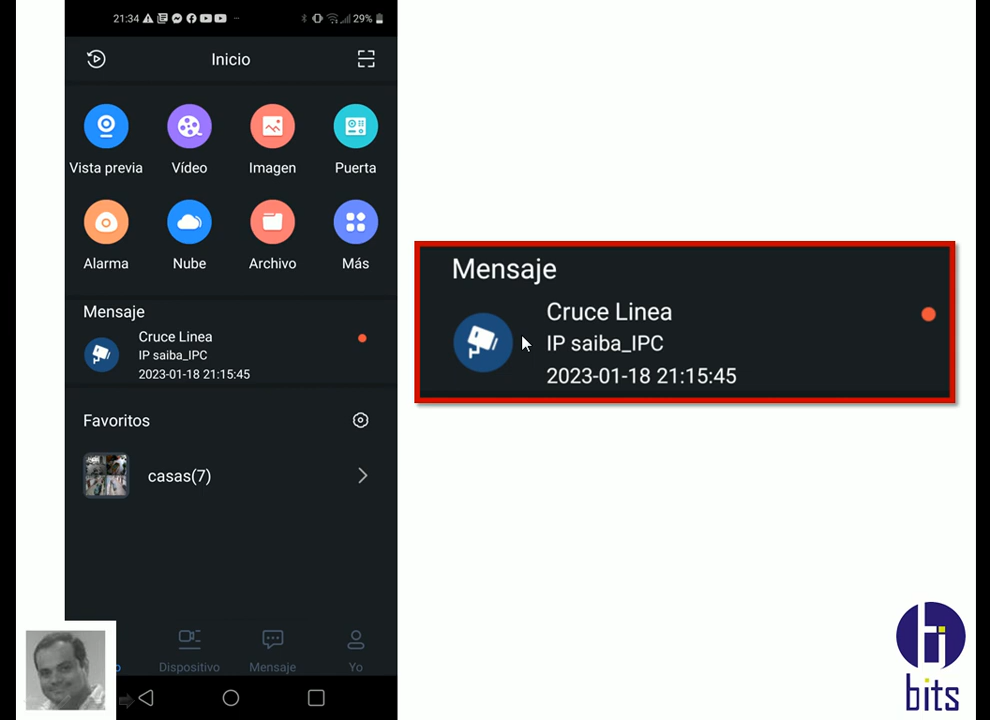 21:34
29%
Inicio
Vista previa
Vídeo
Imagen
Puerta
Alarma
Nube
Archivo
Más
Mensaje
Cruce Linea
IP saiba_IPC
2023-01-18 21:15:45
Favoritos
casas(7)
Dispositivo
Mensaje
Yo
Mensaje
Cruce Linea
IP saiba_IPC
2023-01-18 21:15:45
bits